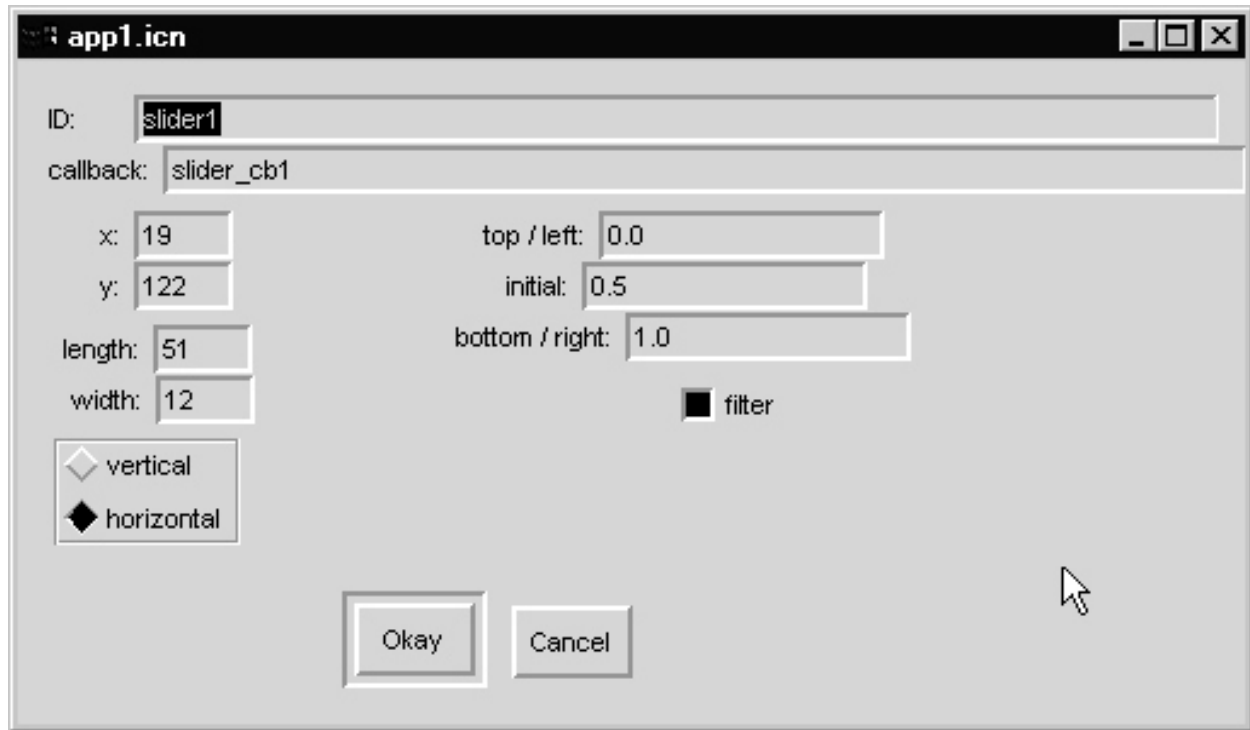 app1.icn
ID: slider1
callback: slider_cb1
x: 19
top / left: 0.0
y: 122
initial: 0.5
length: 51
bottom / right: 1.0
width: 12
filter
vertical
horizontal
Okay
Cancel